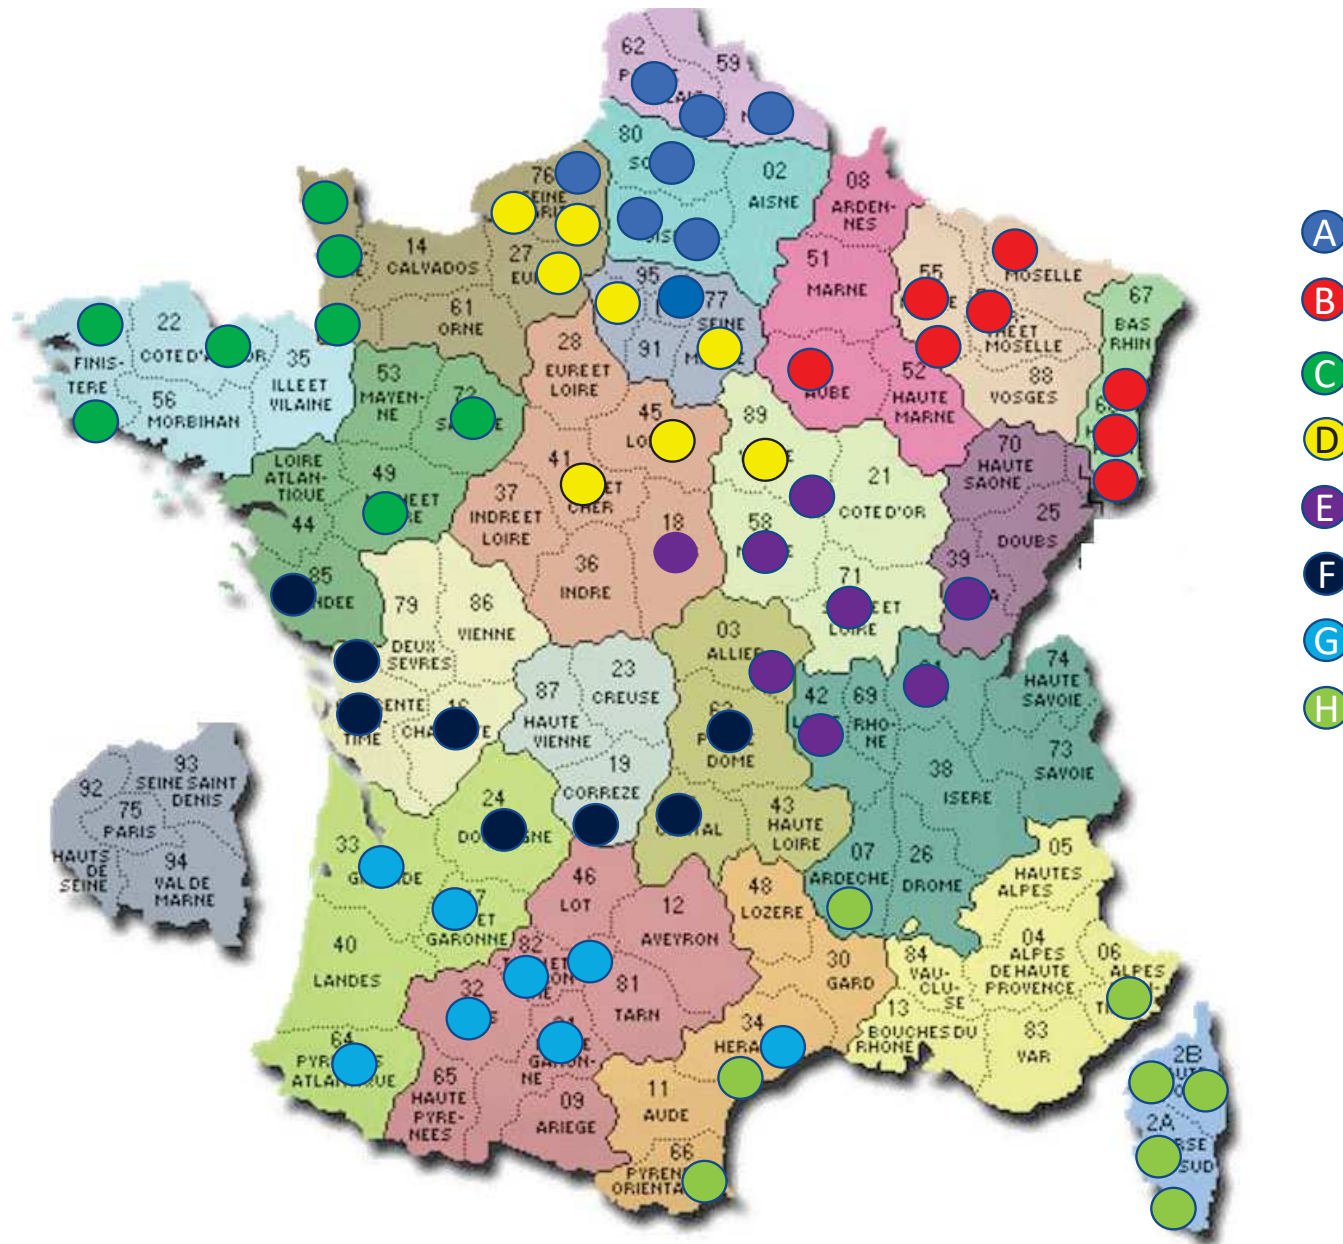 62
59
80
02
AISNE
76
08
ARDEN-
NES
14
CALVADOS
27
51
MARNE
55
MOSELLE
67
BAS
RHIN
95
77
SEINE
61
ORNE
22
FINIS-
TERE
35
ILLE ET
VILAINE
56
MORBIHAN
53
MAYEN-
NE
72
28
EURE ET
LOIRE
91
AUBE
52
HAUTE
MARNE
MOSELLE
88
VOSGES
45
89
70
HAUTE
SAONE
LOIRE
ATLAN-
TIQUE
44
49
41
CHER
37
INDRE ET
LOIRE
18
36
INDRE
58
21
COTE D'OR
25
DOUBS
39
71
LOIRE
85
79
DEUX
SEVRES
86
VIENNE
03
ALLIER
23
CREUSE
87
HAUTE
VIENNE
19
CORREZE
DOME
42
69
RHO
NE
74
HAUTE
SAVOIE
73
SAVOIE
38
ISERE
43
HAUTE
LOIRE
07
ARDECHE
26
DROME
05
HAUTES
ALPES
93
SEINE SAINT
DENIS
92
75
PARIS
HAUTS
DE
SEINE
94
VAL DE
MARNE
24
33
ET
GARONNE
40
LANDES
46
LOT
12
AVEYRON
48
LOZERE
82
81
TARN
30
GARD
84
VAU-
CLU-
SE
04
ALPES
DE HAUTE
PROVENCE
06
ALPES
13
BOUCHES DU
RHONE
83
VAR
32
34
64
65
HAUTE
PYRE-
NEES
09
ARIEGE
11
AUDE
66
2B
2A
SUD
A
B
C
D
E
F
G
H